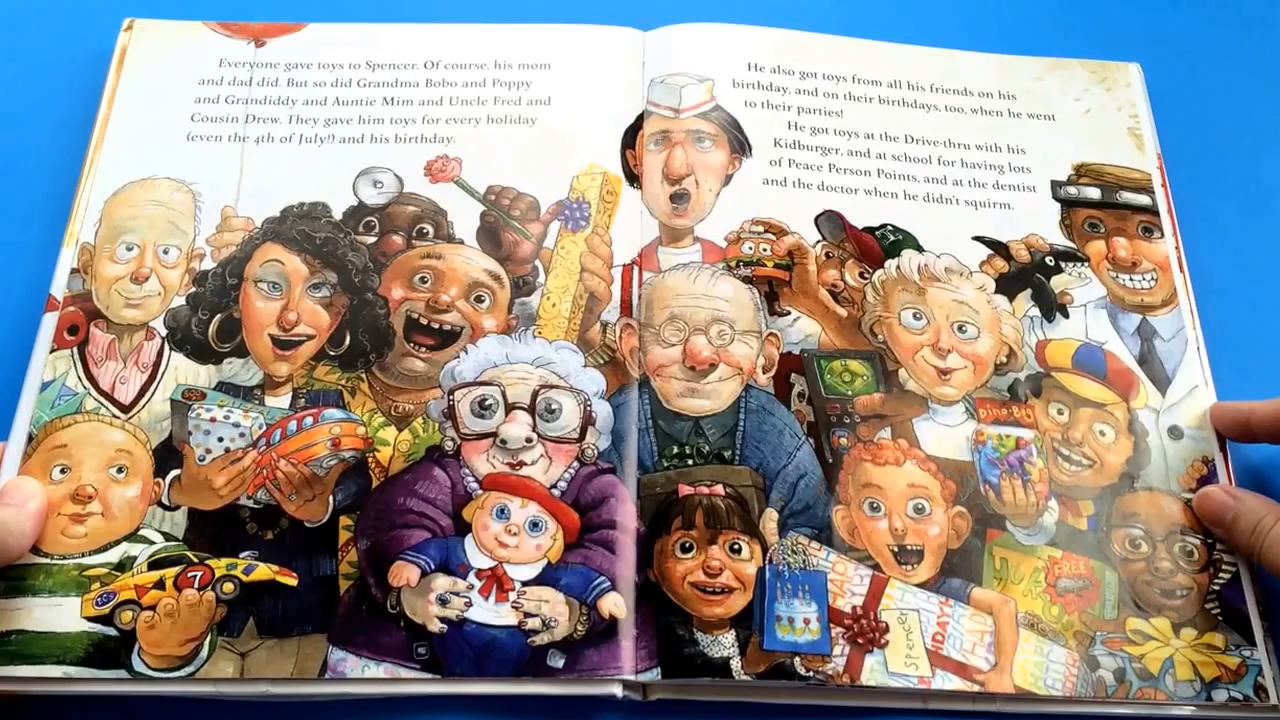 Everyone gave toys to Spencer. Of course, his mom
and dad did. But so did Grandma Bobo and Poppy
and Grandiddy and Auntie Mim and Uncle Fred and
Cousin Drew. They gave him toys for every holiday
(even the 4th of July!) and his birthday.
He also got toys from all his friends on his
birthday, and on their birthdays, too, when he went
to their parties!
He got toys at the Drive-thru with his
Kidburger, and at school for having lots
of Peace Person Points, and at the dentist
and the doctor when he didn't squirm.
Dino-Big
FREE
7
Spencer